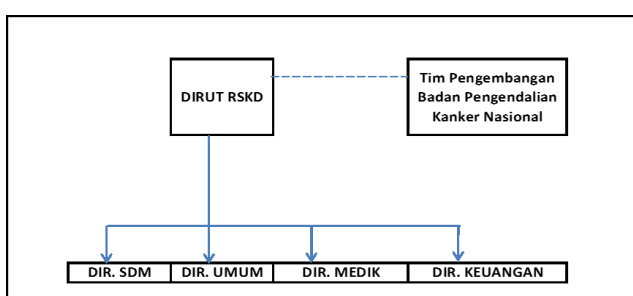 DIRUT RSKD
Tim Pengembangan
Badan Pengendalian
Kanker Nasional
DIR. SDM
DIR. UMUM
DIR. MEDIK
DIR. KEUANGAN